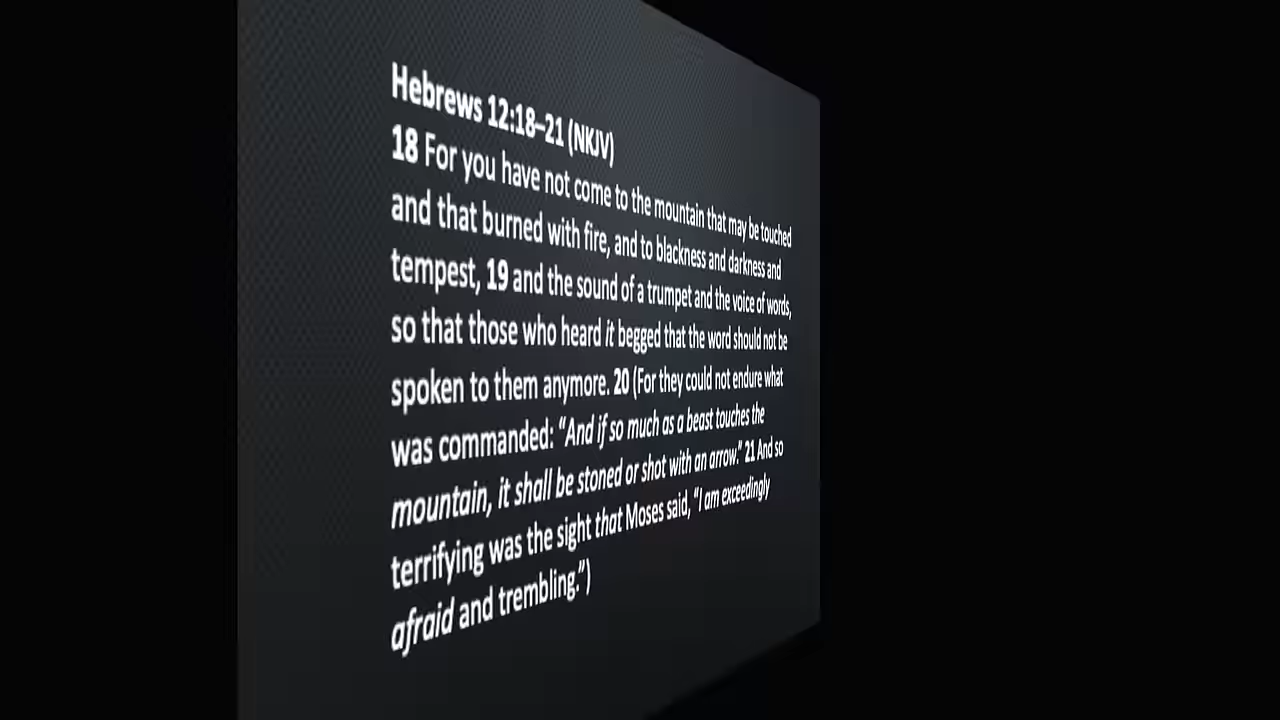 Hebrews 12:18–21 (NKJV)
18 For you have not come to the mountain that may be touched
and that burned with fire, and to blackness and darkness and
tempest, 19 and the sound of a trumpet and the voice of words,
so that those who heard it begged that the word should not be
spoken to them anymore. 20 (For they could not endure what
was commanded: “And if so much as a beast touches the
mountain, it shall be stoned or shot with an arrow.” 21 And so
terrifying was the sight that Moses said, “I am exceedingly
afraid and trembling.”)